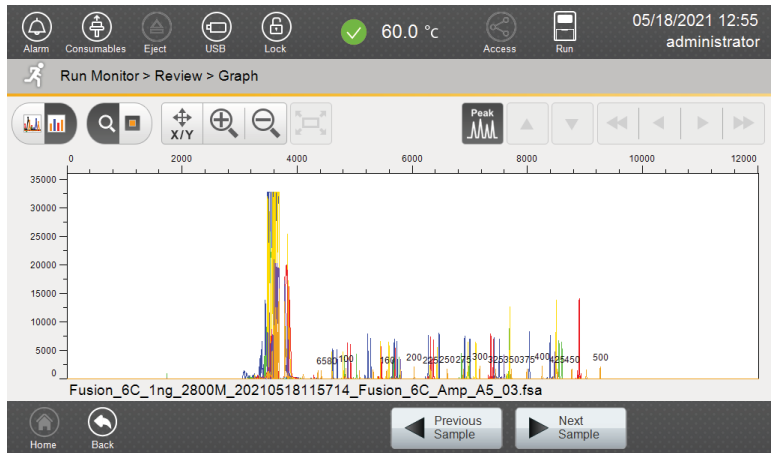 Alarm Consumables Eject USB Lock 60.0 °c Access Run 05/18/2021 12:55
administrator
Run Monitor > Review > Graph
X/Y Peak
0 2000 4000 6000 8000 10000 12000
35000
30000
25000
20000
15000
10000
5000
6580 100 160 200 225 250 275 300 325 350 375 400 425 450 500
0
Fusion_6C_1ng_2800M_20210518115714_Fusion_6C_Amp_A5_03.fsa
Home Back Previous Sample Next Sample